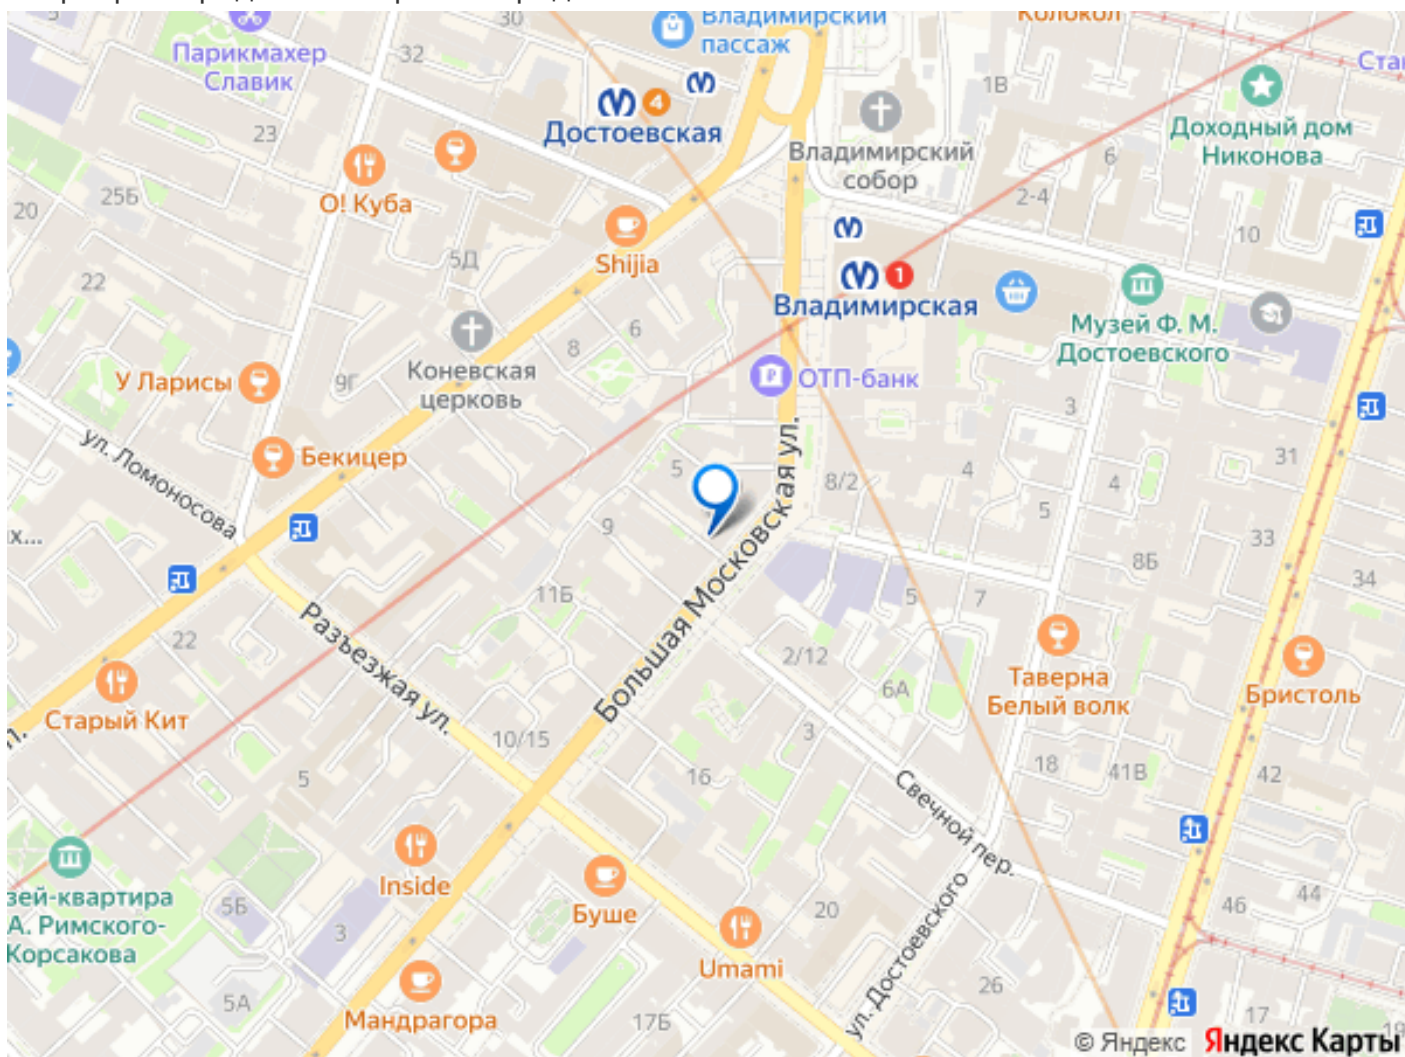 Владимирский
пассаж
Колокол
30
32
Парикмахер
Славик
4
Достоевская
1В
Доходный дом
Никонова
23
Владимирский
собор
6
2-4
25Б
20
О! Куба
10
5Д
Shijia
22
1
Владимирская
Музей Ф. М.
Достоевского
6
8
Коневская
церковь
У Ларисы
9Г
ОТП-банк
3
ул. Ломоносова
Бекицер
5
8/2
4
4
31
Большая Московская ул.
9
5
33
8Б
34
х...
11Б
5
7
22
Разъезжая ул.
2/12
6А
Таверна
Белый волк
Бристоль
Старый Кит
10/15
3
5
16
18
41В
42
Свечной пер.
Inside
зей-квартира
А. Римского-
Корсакова
5Б
3
Буше
20
46
44
Umami
ул. Достоевского
26
5А
Мандрагора
17Б
17
19
© Яндекс Яндекс Карты